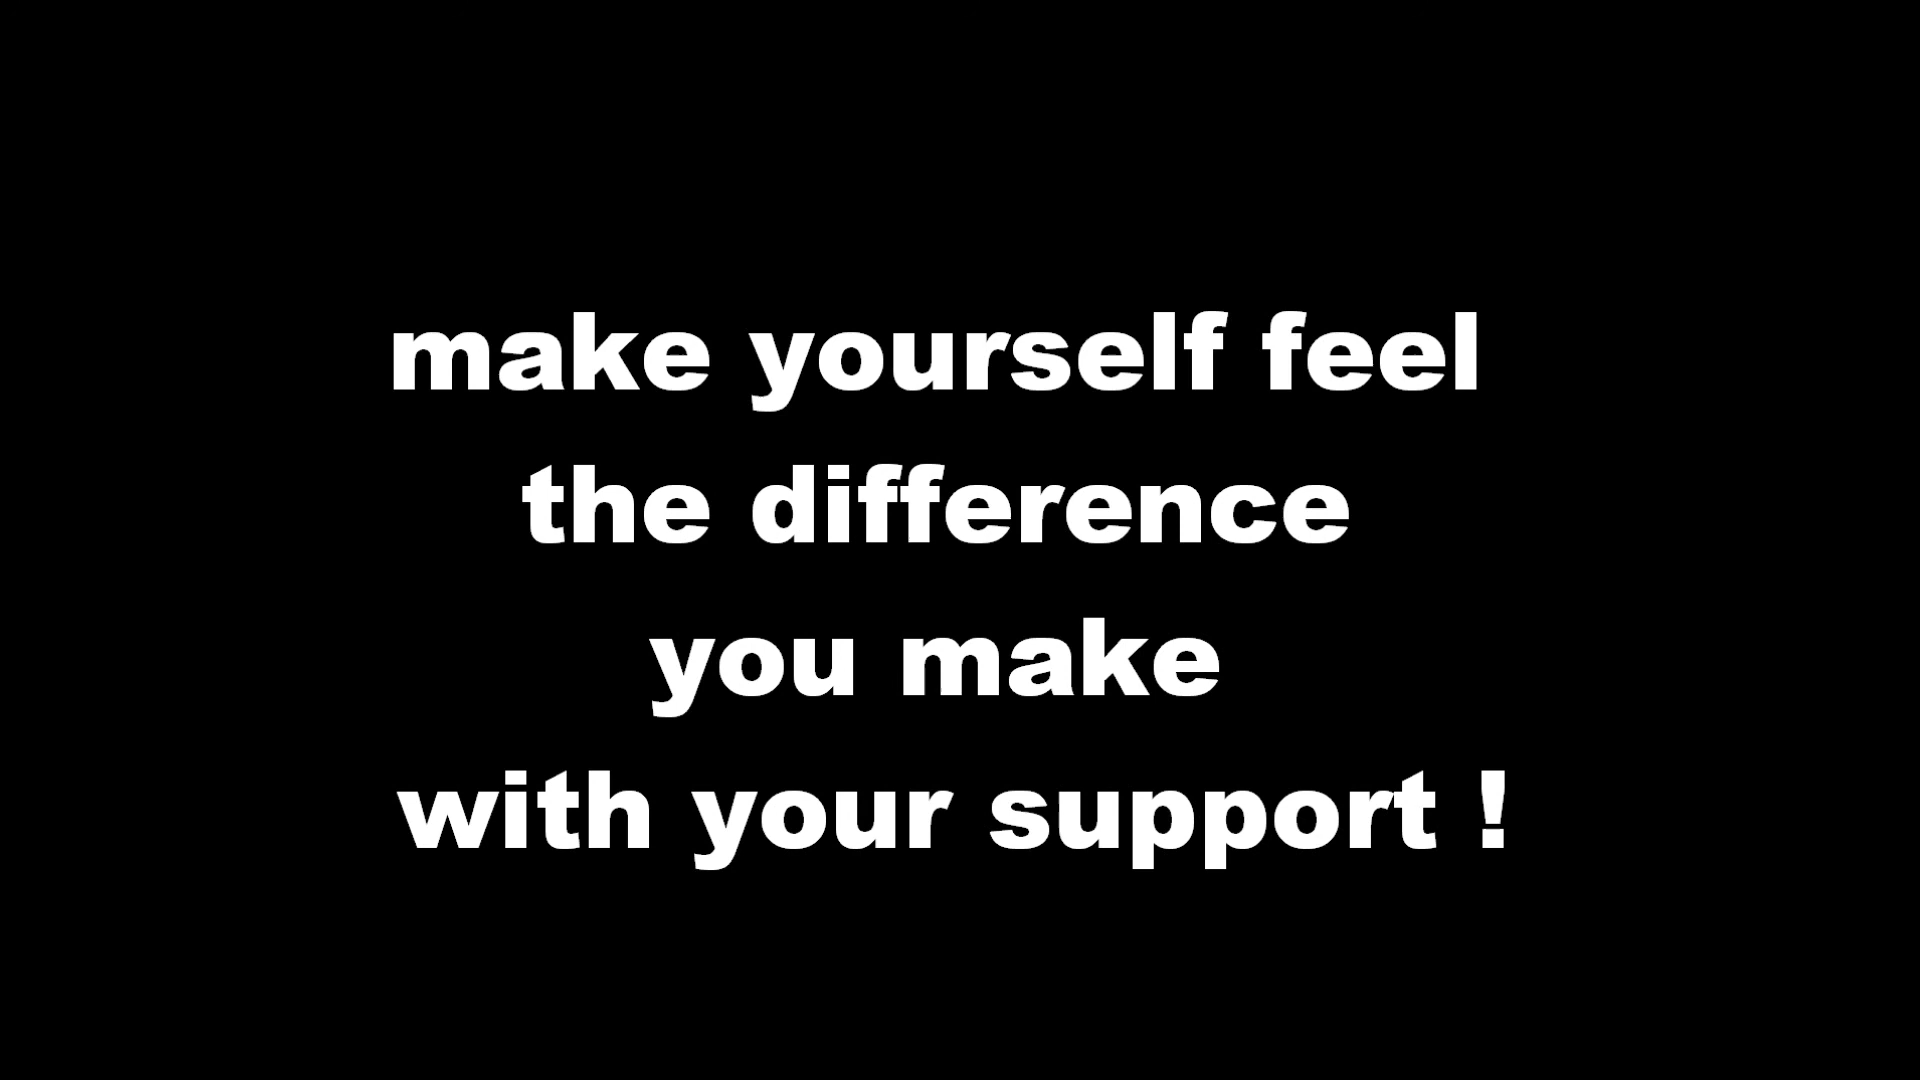 make yourself feel
the difference
you make
with your support !